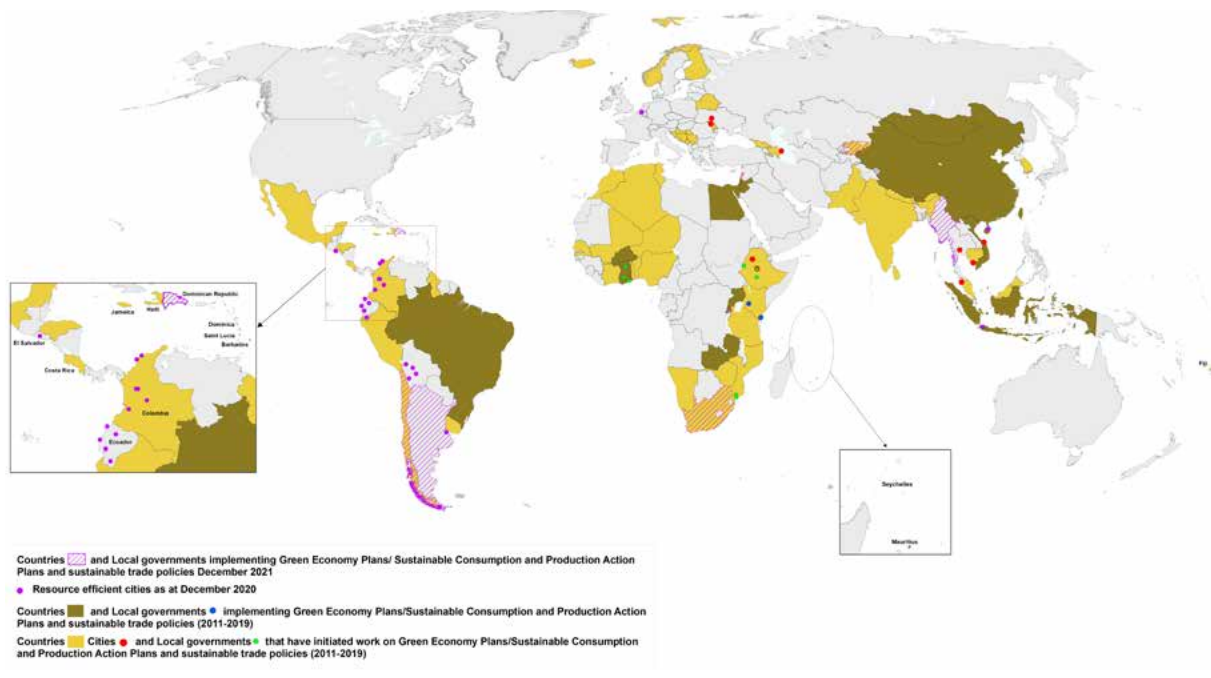 Fiji
Dominican Republic
Jamaica
Haiti
Dominica
Saint Lucia
Barbados
El Salvador
Costa Rica
Colombia
Ecuador
Seychelles
Mauritius
Countries and Local governments implementing Green Economy Plans/ Sustainable Consumption and Production Action
Plans and sustainable trade policies December 2021
Resource efficient cities as at December 2020
Countries and Local governments implementing Green Economy Plans/Sustainable Consumption and Production Action
Plans and sustainable trade policies (2011-2019)
Countries Cities and Local governments that have initiated work on Green Economy Plans/Sustainable Consumption
and Production Action Plans and sustainable trade policies (2011-2019)